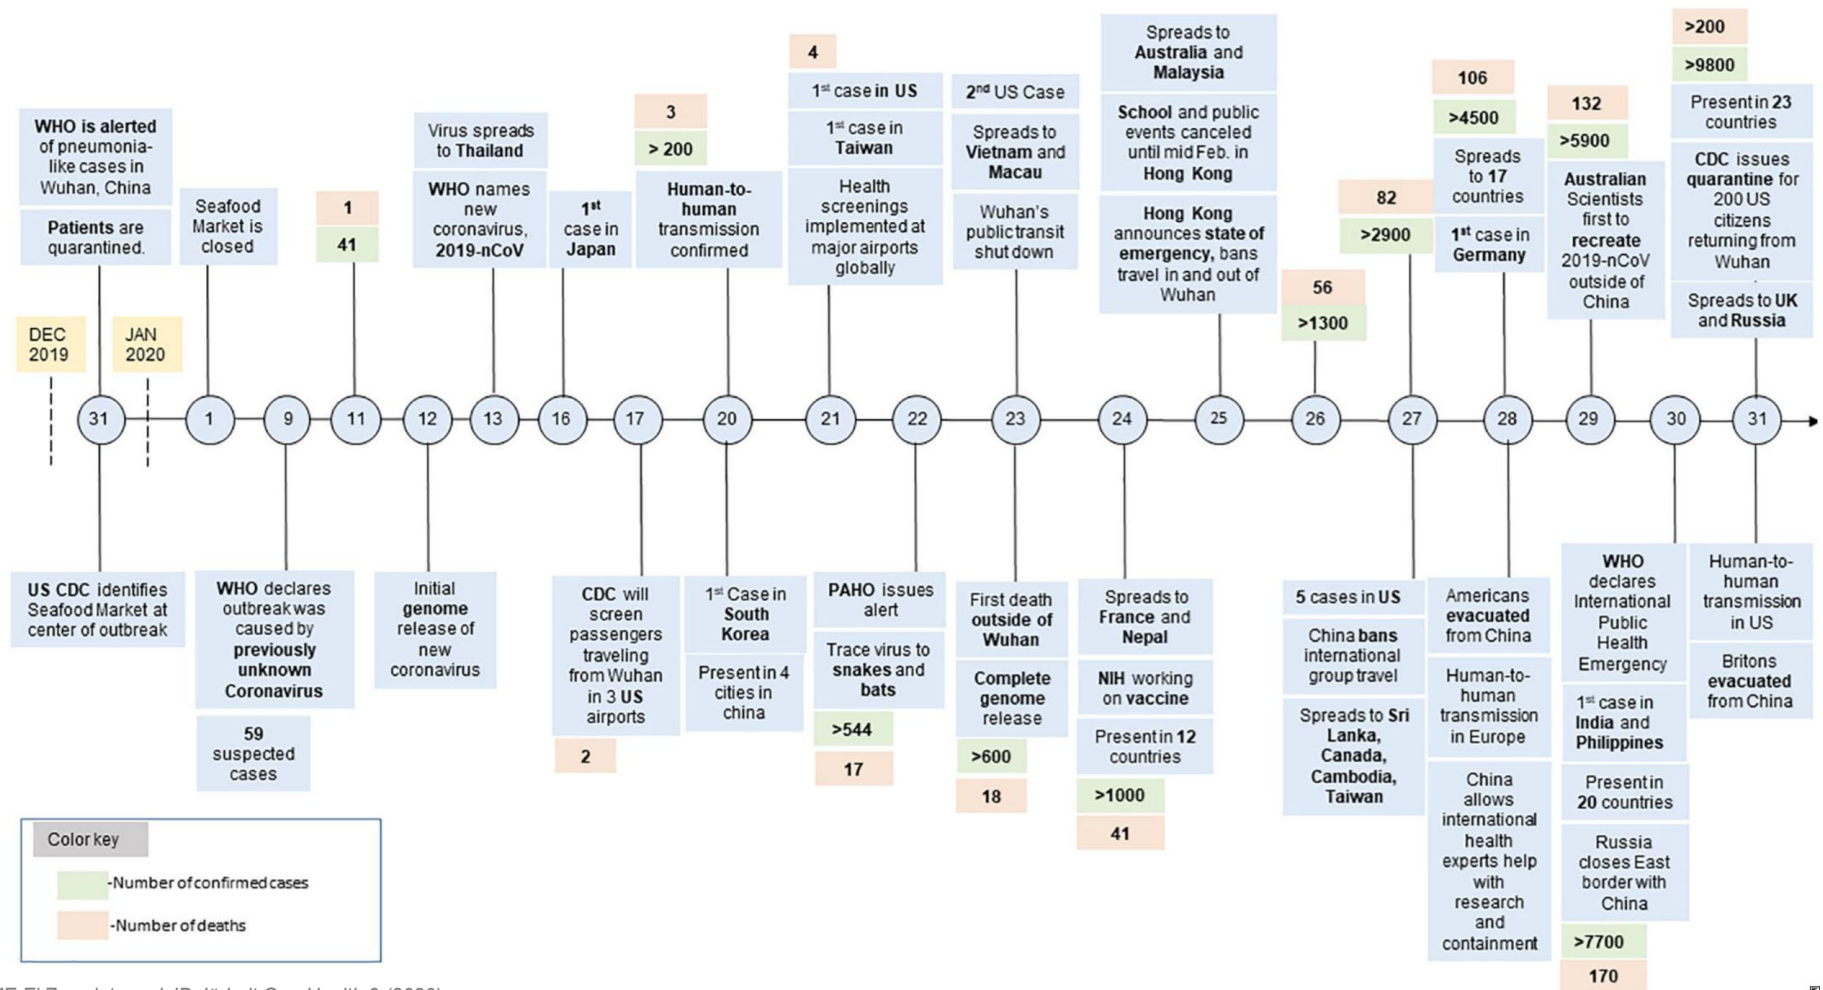 WHO is alerted
of pneumonia-
like cases in
Wuhan, China
Patients are
quarantined.
Seafood
Market is
closed
1
41
Virus spreads
to Thailand
WHO names
new
coronavirus,
2019-nCoV
1st
case in
Japan
3
> 200
Human-to-
human
transmission
confirmed
4
1st case in US
1st case in
Taiwan
Health
screenings
implemented at
major airports
globally
2nd US Case
Spreads to
Vietnam and
Macau
Wuhan's
public transit
shut down
Spreads to
Australia and
Malaysia
School and public
events canceled
until mid Feb. in
Hong Kong
Hong Kong
announces state of
emergency, bans
travel in and out of
Wuhan
56
>1300
82
>2900
106
>4500
Spreads
to 17
countries
1st case in
Germany
132
>5900
Australian
Scientists
first to
recreate
2019-nCoV
outside of
China
>200
>9800
Present in 23
countries
CDC issues
quarantine for
200 US
citizens
returning from
Wuhan
Spreads to UK
and Russia
DEC
2019
JAN
2020
31
1
9
11
12
13
16
17
20
21
22
23
24
25
26
27
28
29
30
31
US CDC identifies
Seafood Market at
center of outbreak
WHO declares
outbreak was
caused by
previously
unknown
Coronavirus
59
suspected
cases
Initial
genome
release of
new
coronavirus
CDC will
screen
passengers
traveling
from Wuhan
in 3 US
airports
2
1st Case in
South
Korea
Present in 4
cities in
china
PAHO issues
alert
Trace virus to
snakes and
bats
>544
17
First death
outside of
Wuhan
Complete
genome
release
>600
18
Spreads to
France and
Nepal
NIH working
on vaccine
Present in 12
countries
>1000
41
5 cases in US
China bans
international
group travel
Spreads to Sri
Lanka,
Canada,
Cambodia,
Taiwan
Americans
evacuated
from China
Human-to-
human
transmission
in Europe
China
allows
international
health
experts help
with
research
and
containment
WHO
declares
International
Public
Health
Emergency
1st case in
India and
Philippines
Present in
20 countries
Russia
closes East
border with
China
>7700
170
Human-to-
human
transmission
in US
Britons
evacuated
from China
Color key
-Number of confirmed cases
-Number of deaths